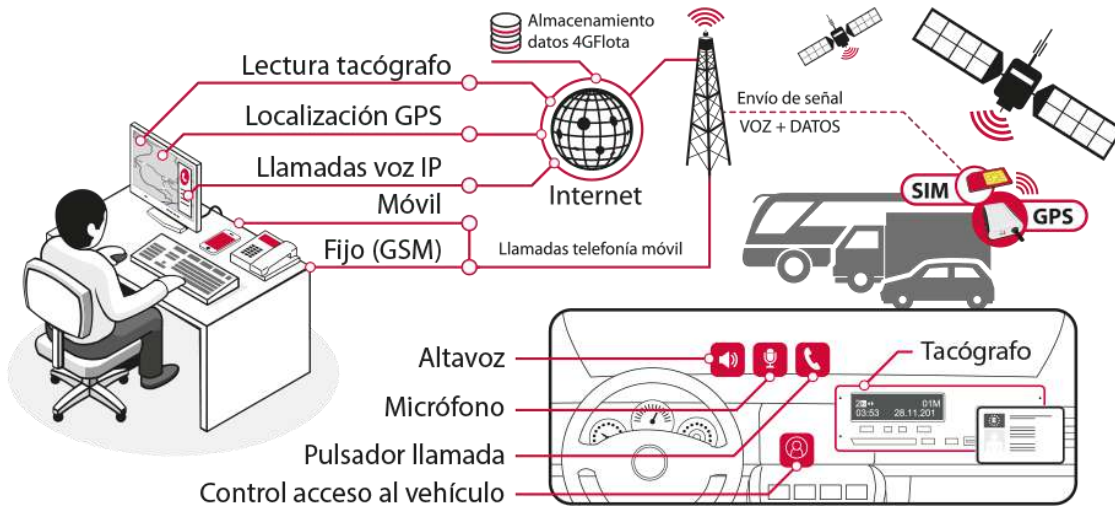 Almacenamiento
datos 4GFlota
Lectura tacógrafo
Localización GPS
Envío de señal
VOZ + DATOS
Llamadas voz IP
Internet
Móvil
SIM
GPS
Fijo (GSM)
Llamadas telefonía móvil
Altavoz
Tacógrafo
Micrófono
01M
03:53 28.11.201
Pulsador llamada
Control acceso al vehículo